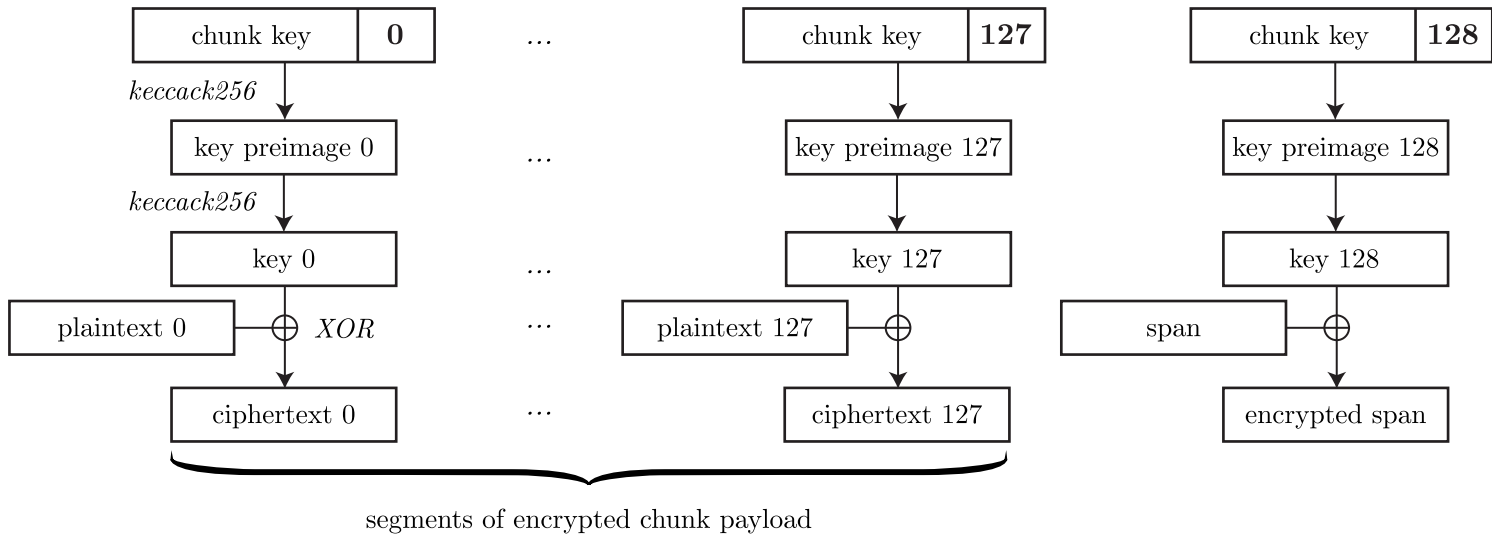 chunk key 0 ... chunk key 127 chunk key 128
keccack256
key preimage 0 ... key preimage 127 key preimage 128
keccack256
key 0 ... key 127 key 128
plaintext 0 XOR ... plaintext 127 span
ciphertext 0 ... ciphertext 127 encrypted span
segments of encrypted chunk payload